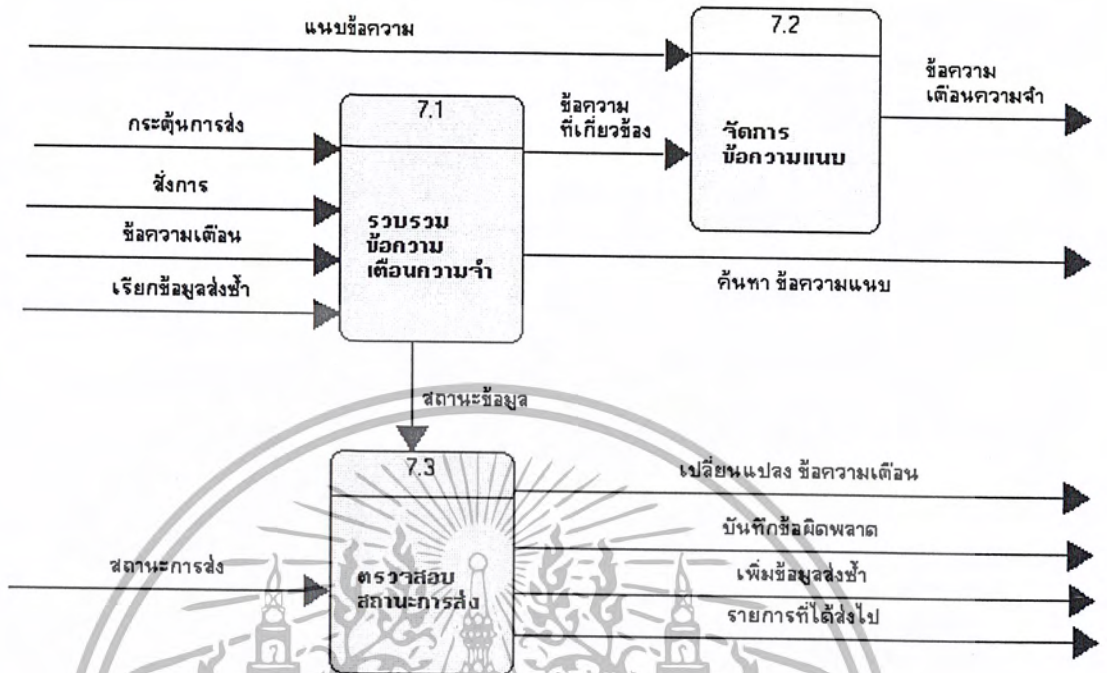 แนบข้อความ
7.2
ข้อความ
เตือนความจำ
7.1
ข้อความ
ที่เกี่ยวข้อง
กระตุ้นการส่ง
จัดการ
ข้อความแนบ
สั่งการ
รวบรวม
ข้อความ
เตือนความจำ
ข้อความเตือน
เรียกข้อมูลส่งซ้ำ
ค้นหา ข้อความแนบ
สถานะข้อมูล
7.3
เปลี่ยนแปลง ข้อความเตือน
บันทึกข้อผิดพลาด
สถานะการส่ง
ตรวจสอบ
สถานะการส่ง
เพิ่มข้อมูลส่งซ้ำ
รายการที่ได้ส่งไป